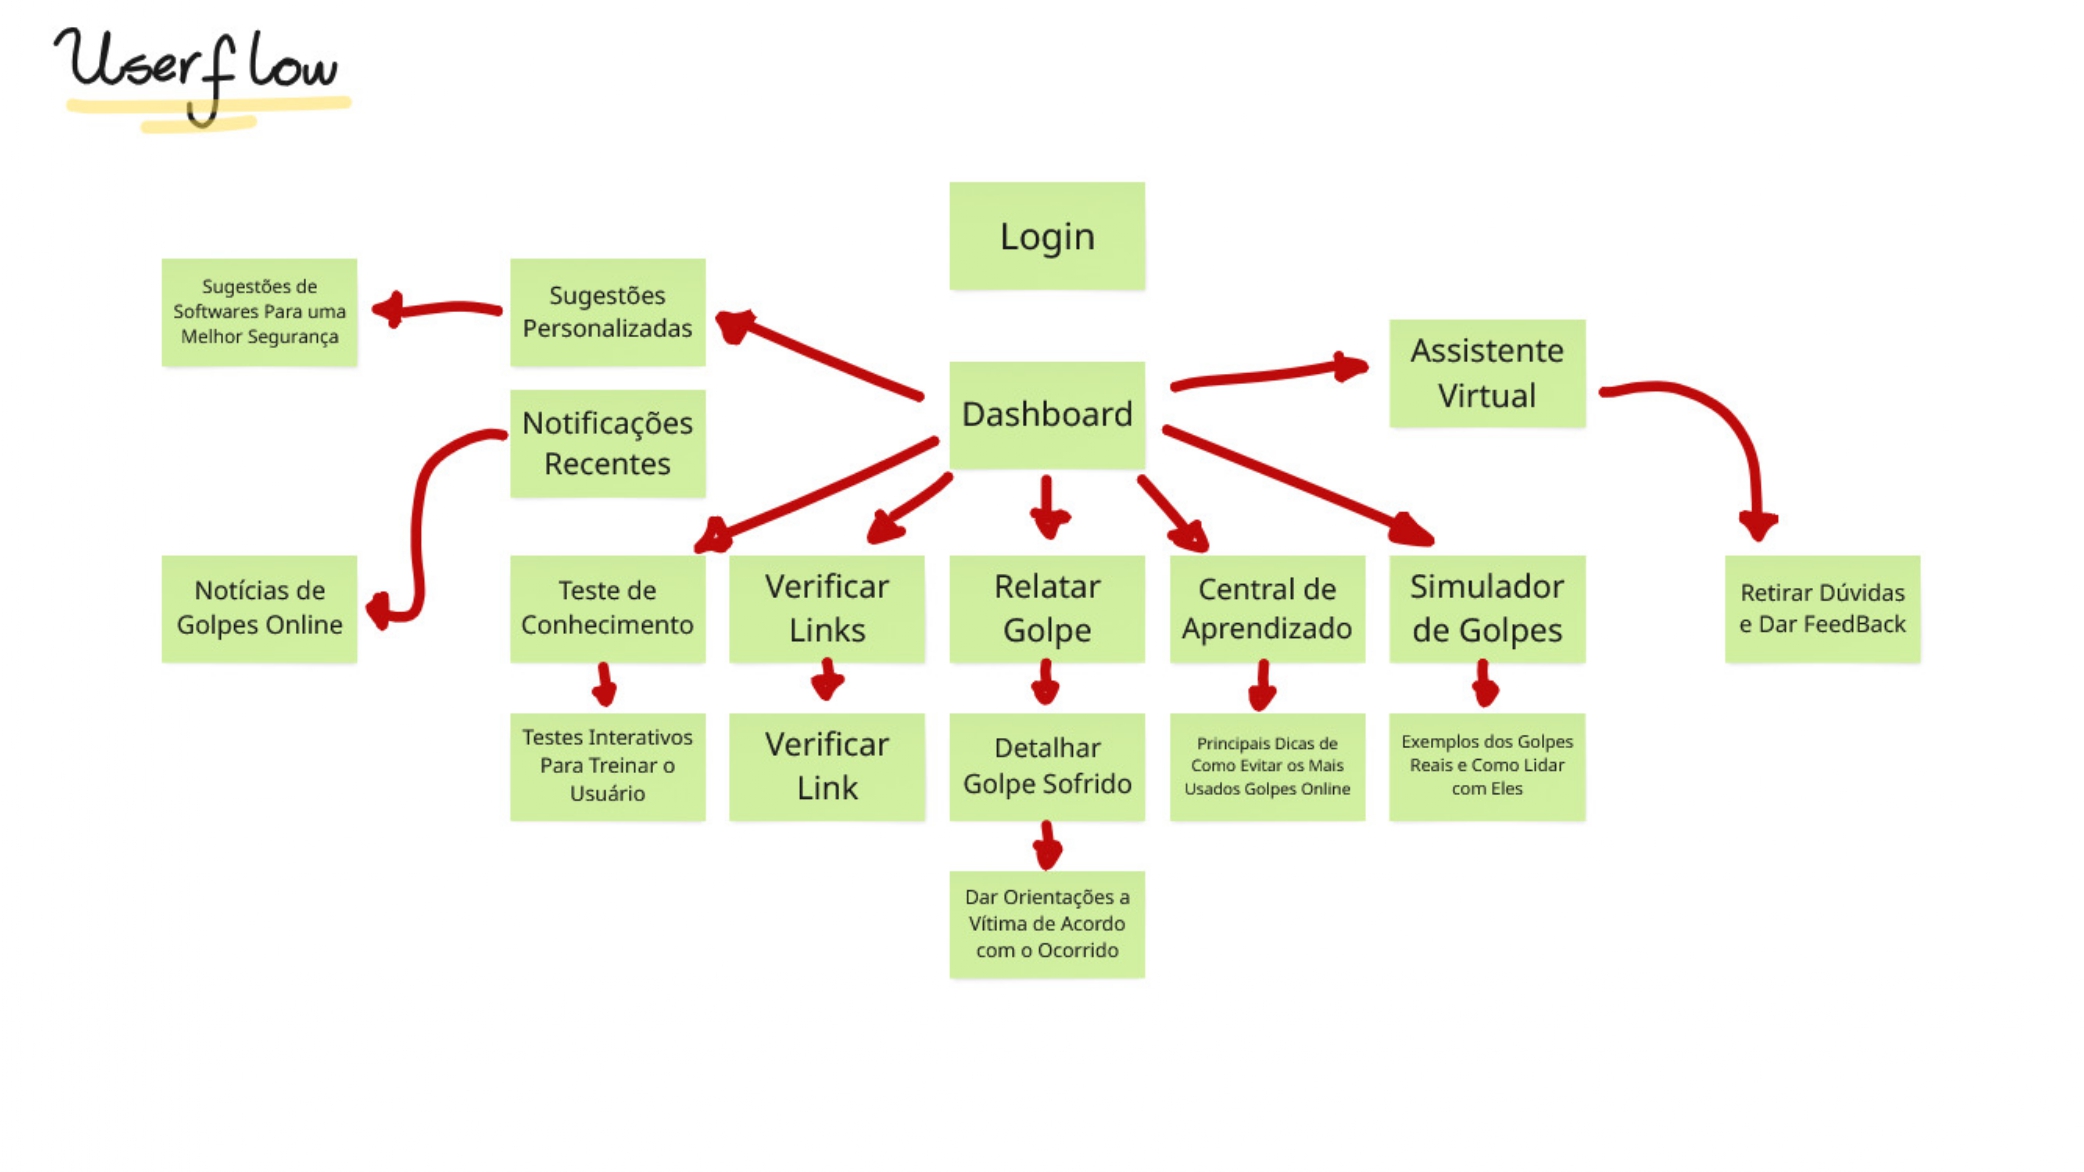 Userflow
Login
Sugestões de
Softwares Para uma
Melhor Segurança
Sugestões
Personalizadas
Assistente
Virtual
Dashboard
Notificações
Recentes
Notícias de
Golpes Online
Teste de
Conhecimento
Verificar
Links
Relatar
Golpe
Central de
Aprendizado
Simulador
de Golpes
Retirar Dúvidas
e Dar FeedBack
Testes Interativos
Para Treinar o
Usuário
Verificar
Link
Detalhar
Golpe Sofrido
Principais Dicas de
Como Evitar os Mais
Usados Golpes Online
Exemplos dos Golpes
Reais e Como Lidar
com Eles
Dar Orientações a
Vítima de Acordo
com o Ocorrido